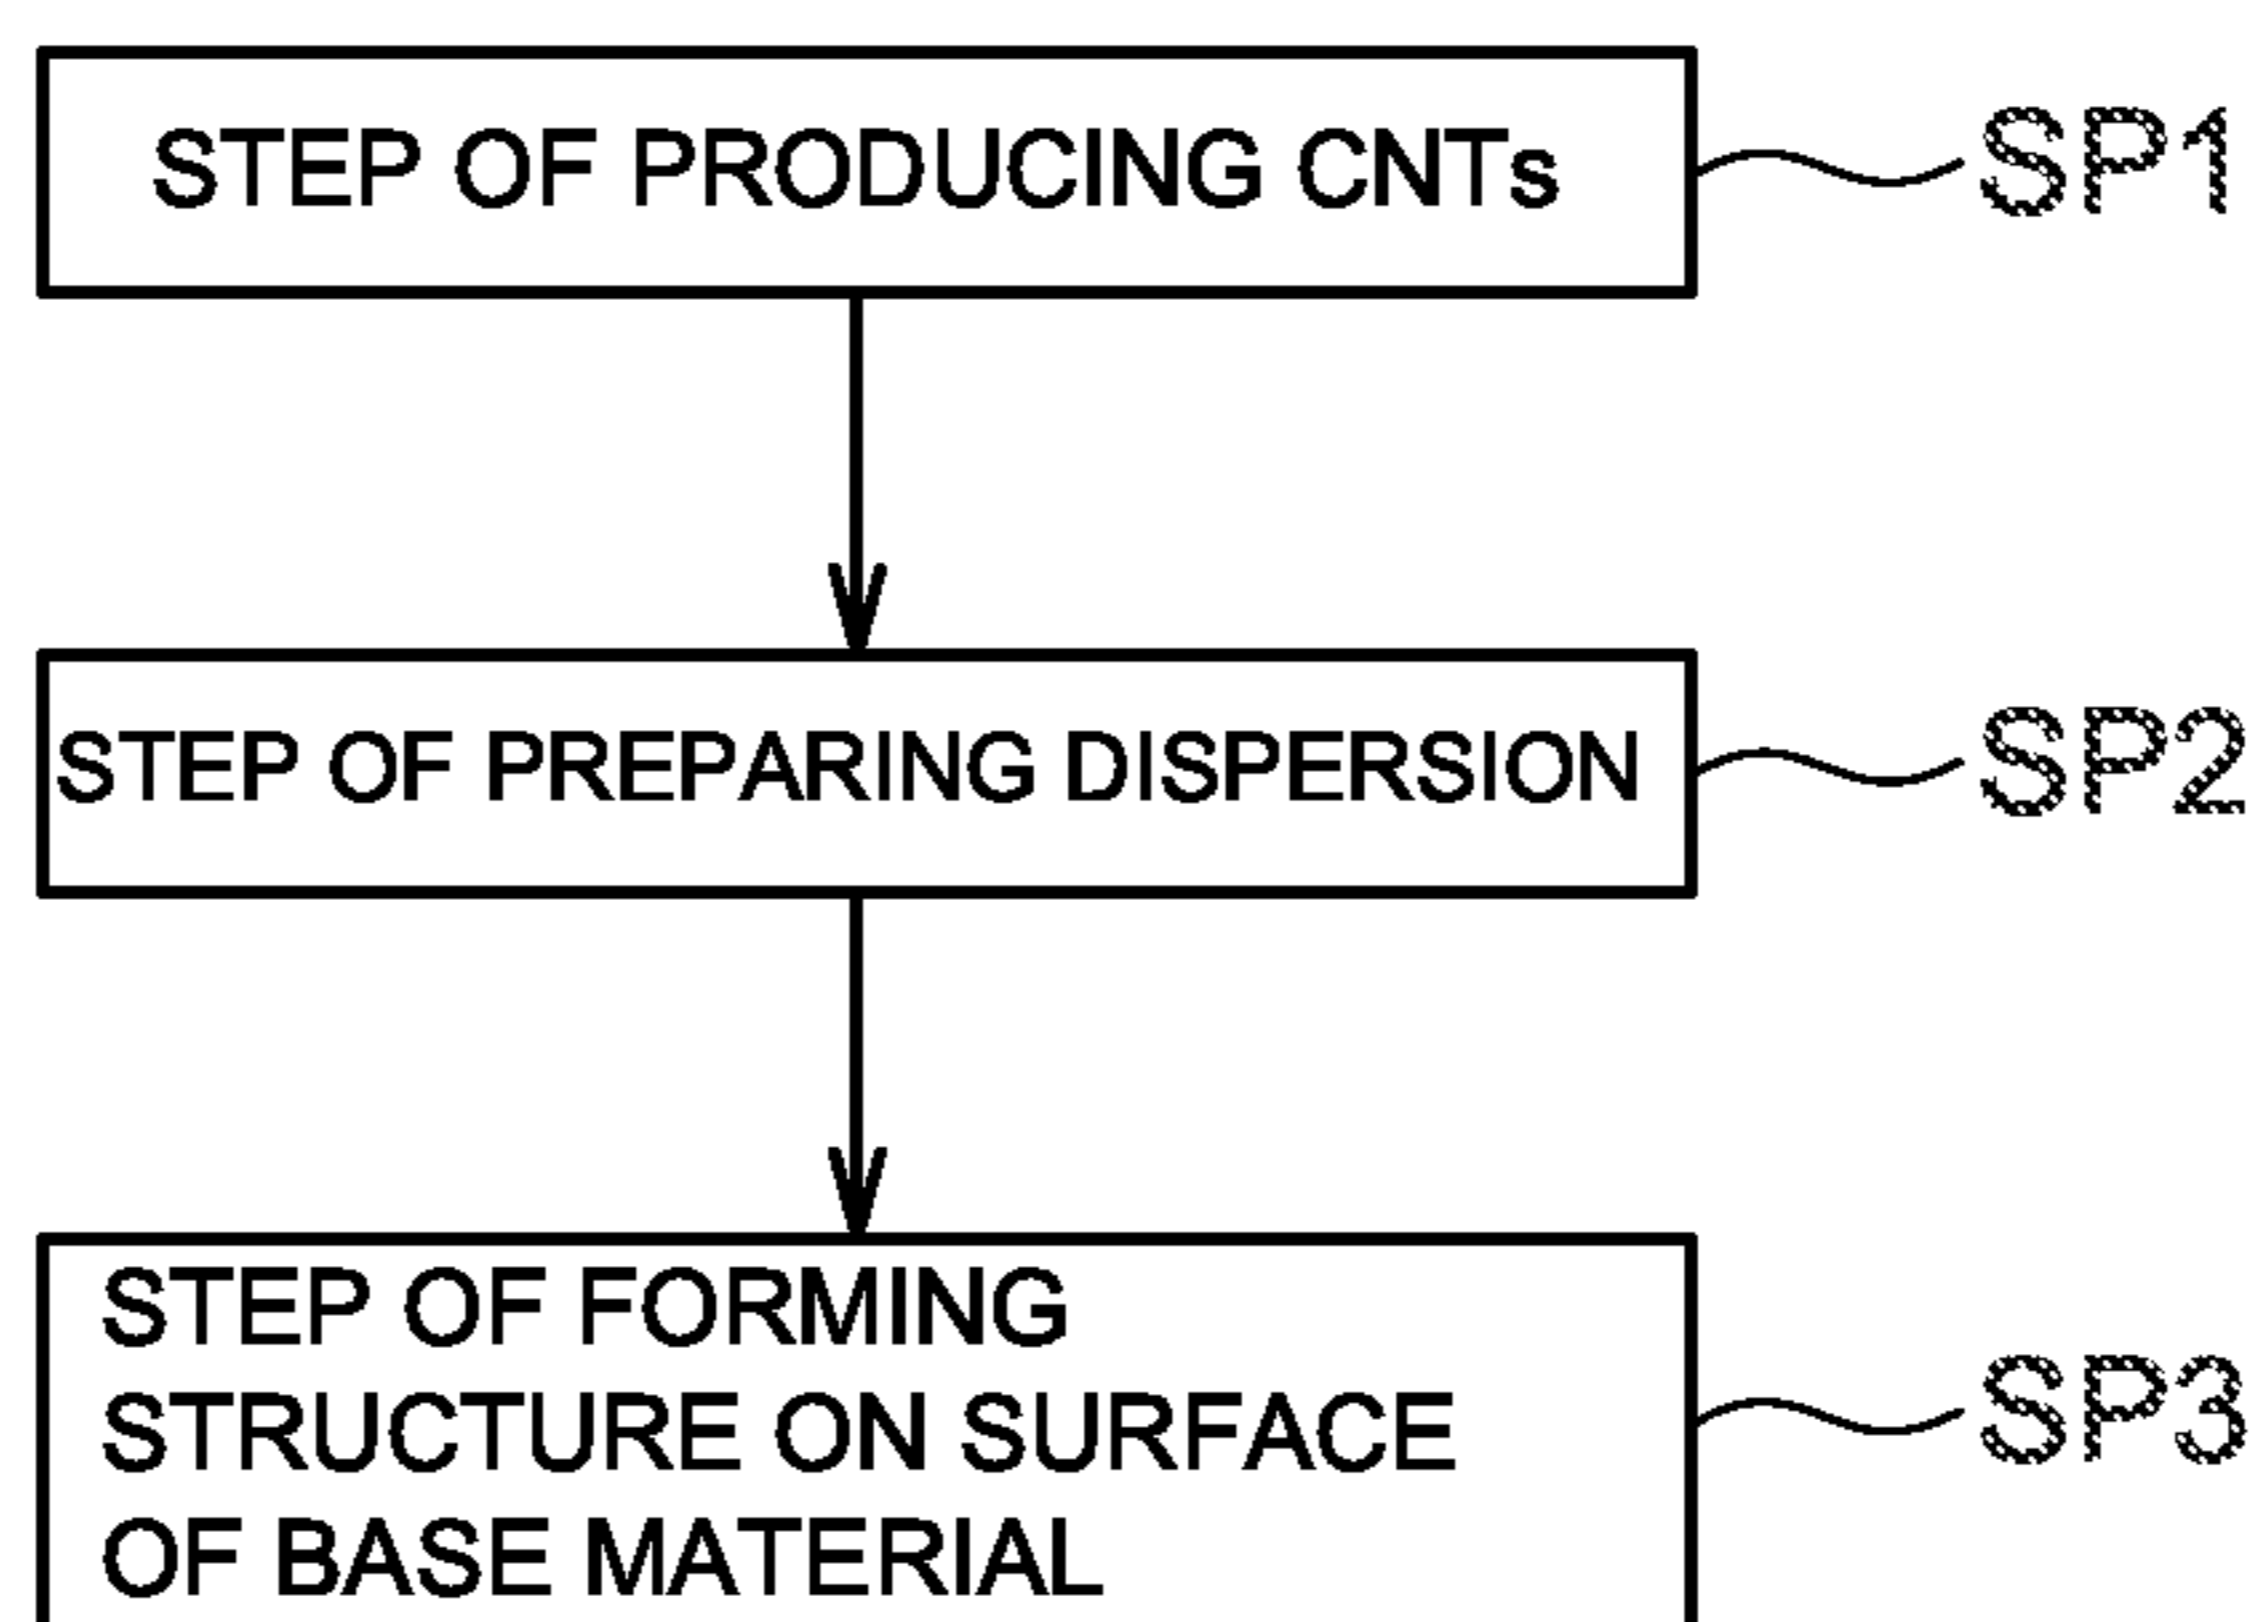 STEP OF PRODUCING CNTs
SP1
STEP OF PREPARING DISPERSION
SP2
STEP OF FORMING
STRUCTURE ON SURFACE
OF BASE MATERIAL
SP3